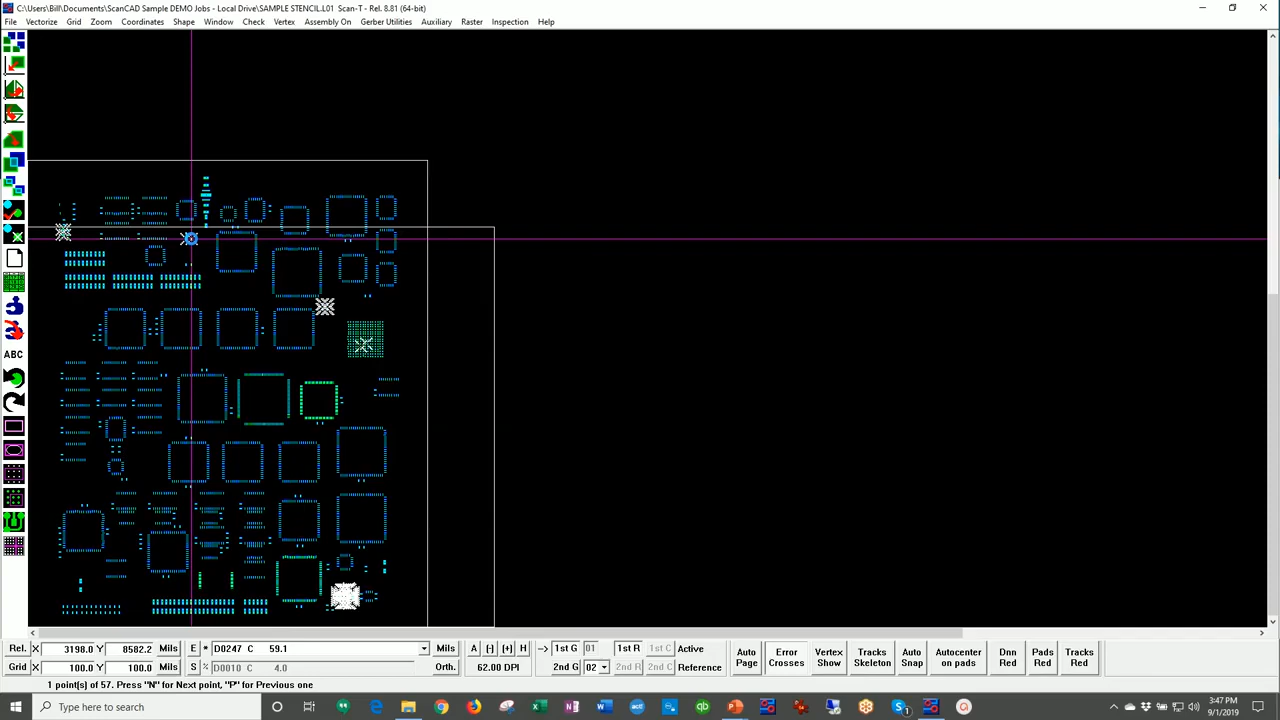 C:\Users\Bill\Documents\ScanCAD Sample DEMO Jobs - Local Drive\SAMPLE STENCIL.L01 Scan-T - Rel. 8.81 (64-bit)
File Vectorize Grid Zoom Coordinates Shape Window Check Vertex Assembly On Gerber Utilities Auxiliary Raster Inspection Help
ABC
Rel. X 3198.0 Y 8582.2 Mils E * D0247 C 59.1 Mils A [-] [+] H --> 1st G 01 1st R 1st C Active
Grid X 100.0 Y 100.0 Mils S % D0010 C 4.0 Orth. 62.00 DPI 2nd G 02 2nd R 2nd C Reference
Auto Page
Error Crosses
Vertex Show
Tracks Skeleton
Auto Snap
Autocenter on pads
Dnn Red
Pads Red
Tracks Red
1 point(s) of 57. Press "N" for Next point, "P" for Previous one
Type here to search
3:47 PM
9/1/2019